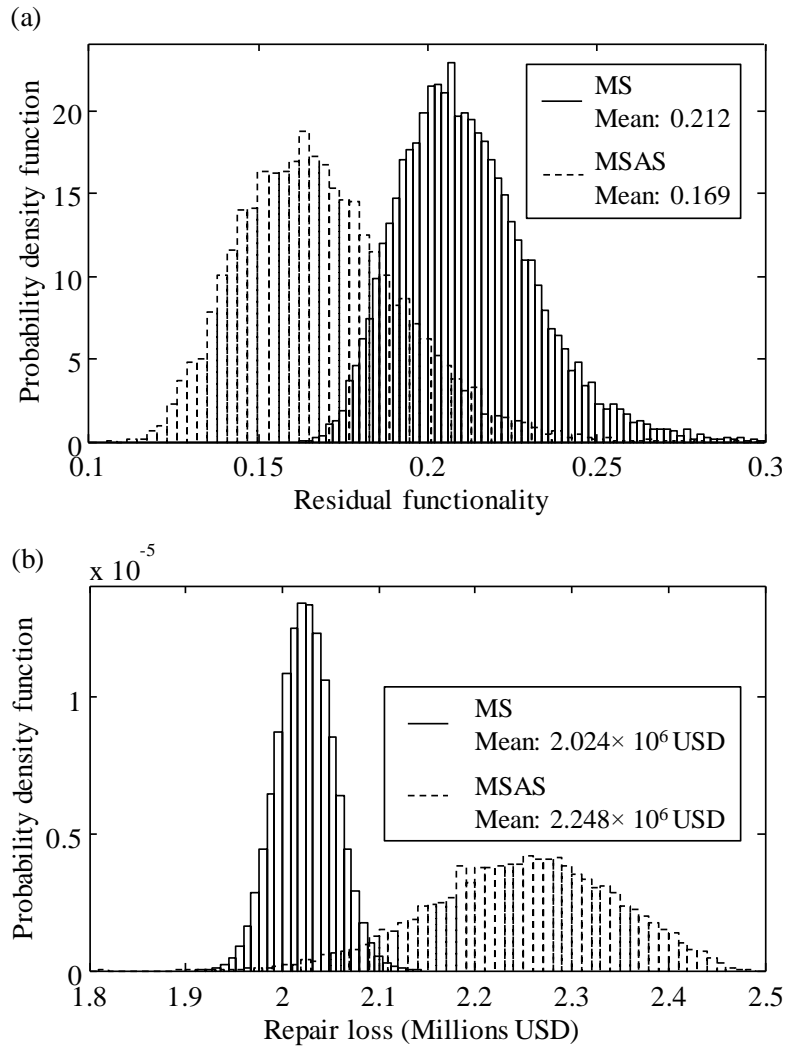 (a)
20
15
10
5
0
Probability density function
MS
Mean: 0.212
MSAS
Mean: 0.169
0.1
0.15
0.2
0.25
0.3
Residual functionality
(b)
x 10-5
1
0.5
0
Probability density function
MS
Mean: 2.024× 10⁶ USD
MSAS
Mean: 2.248× 10⁶ USD
1.8
1.9
2
2.1
2.2
2.3
2.4
2.5
Repair loss (Millions USD)